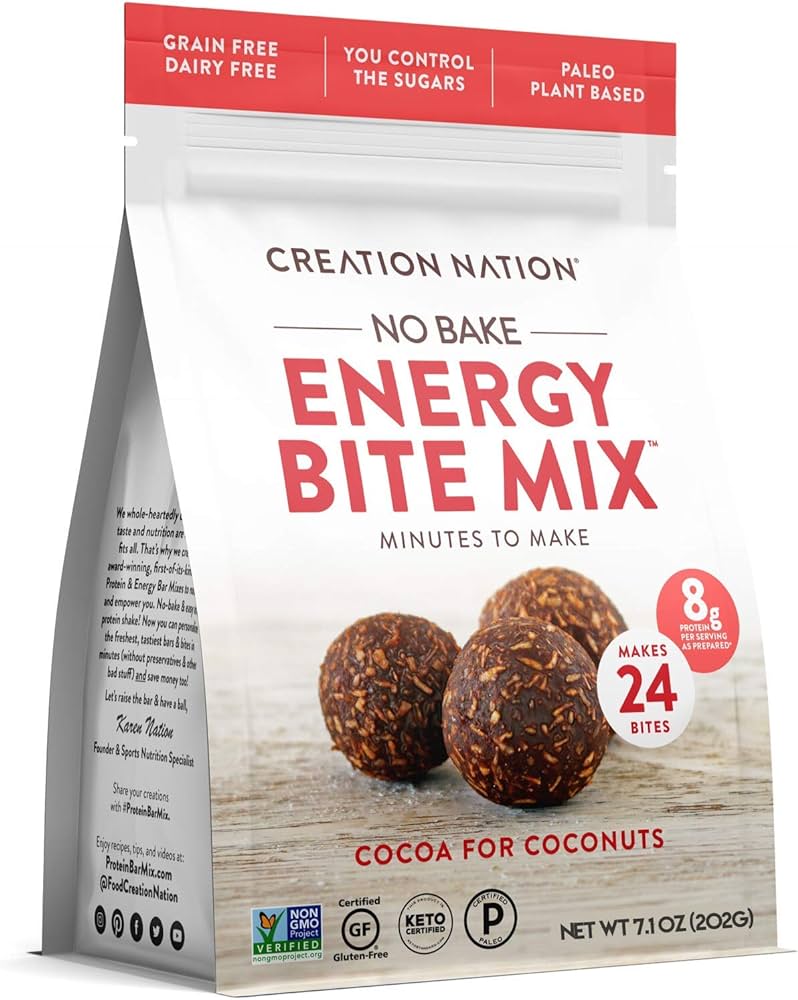 GRAIN FREE
DAIRY FREE
YOU CONTROL
THE SUGARS
PALEO
PLANT BASED
CREATION NATION®
NO BAKE
ENERGY
BITE MIX™
MINUTES TO MAKE
8g
PROTEIN
PER SERVING
AS PREPARED*
MAKES
24
BITES
COCOA FOR COCONUTS
NON
GMO
Project
VERIFIED
nongmoproject.org
Certified
GF
Gluten-Free
KETO
CERTIFIED
CERTIFIED
P
PALEO
NET WT 7.1 OZ (202G)
We whole-heartedly
taste and nutrition are
fits all. That's why we
award-winning, first-of-its-
Protein & Energy Bar Mixes to
and empower you. No-bake & easy
protein shake! Now you can
the freshest, tastiest bars & bites
minutes (without preservatives & other
bad stuff) and save money too!
Let's raise the bar & have a ball,
Karen Nation
Founder & Sports Nutrition Specialist
Share your creations
with #ProteinBarMix.
Enjoy recipes, tips, and videos at:
ProteinBarMix.com
@FoodCreationNation